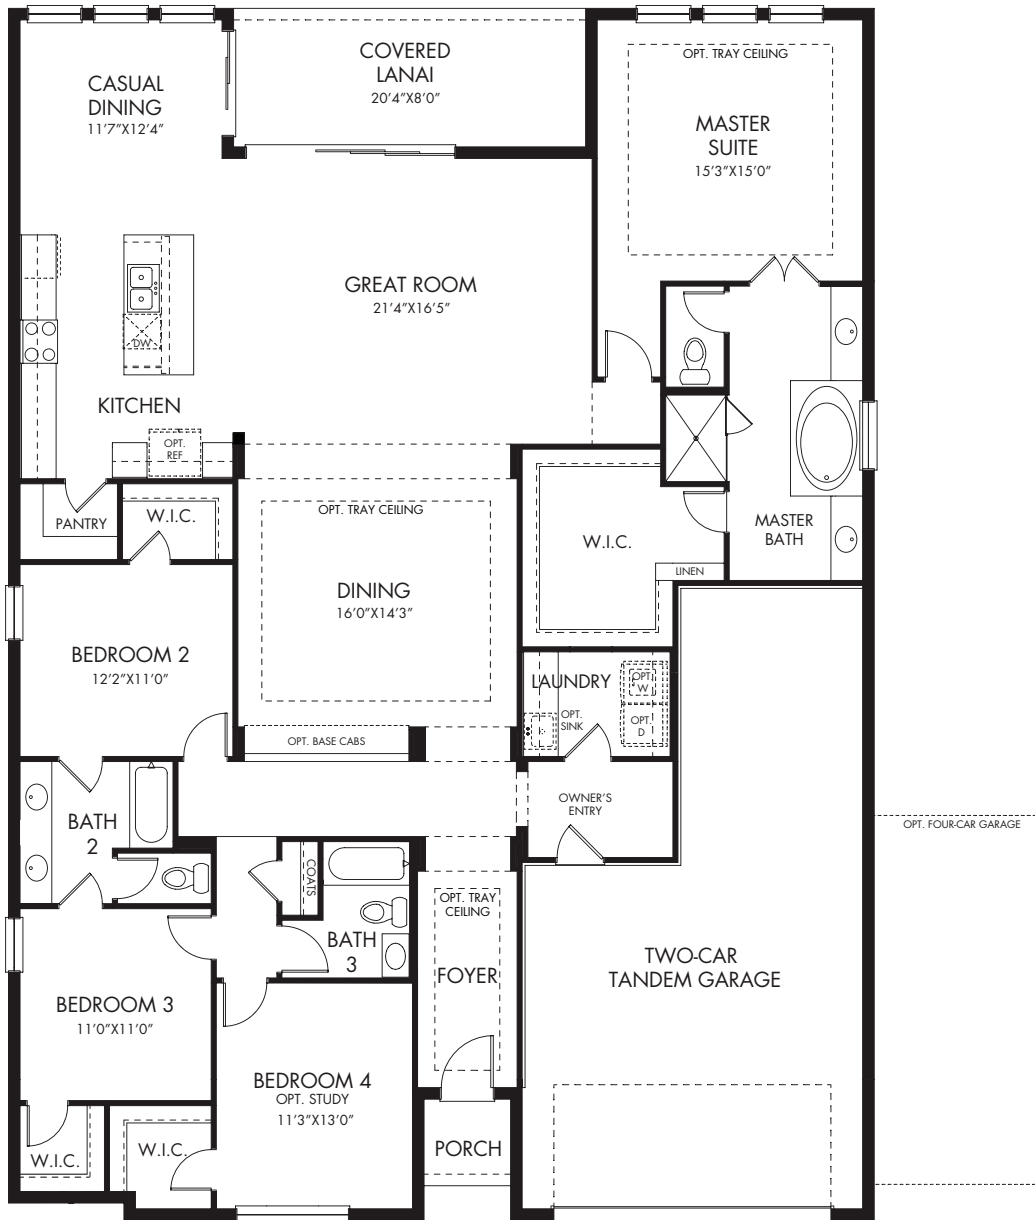 COVERED
LANAI
20'4"X8'0"
CASUAL
DINING
11'7"X12'4"
OPT. TRAY CEILING
MASTER
SUITE
15'3"X15'0"
GREAT ROOM
21'4"X16'5"
DW
KITCHEN
OPT.
REF
PANTRY
W.I.C.
OPT. TRAY CEILING
DINING
16'0"X14'3"
W.I.C.
LINEN
MASTER
BATH
BEDROOM 2
12'2"X11'0"
LAUNDRY
OPT.
W
OPT.
SINK
OPT.
D
OPT. BASE CABS
OWNER'S
ENTRY
BATH
2
OPT. FOUR-CAR GARAGE
COATS
OPT. TRAY
CEILING
BATH
3
FOYER
TWO-CAR
TANDEM GARAGE
BEDROOM 3
11'0"X11'0"
BEDROOM 4
OPT. STUDY
11'3"X13'0"
W.I.C.
W.I.C.
PORCH